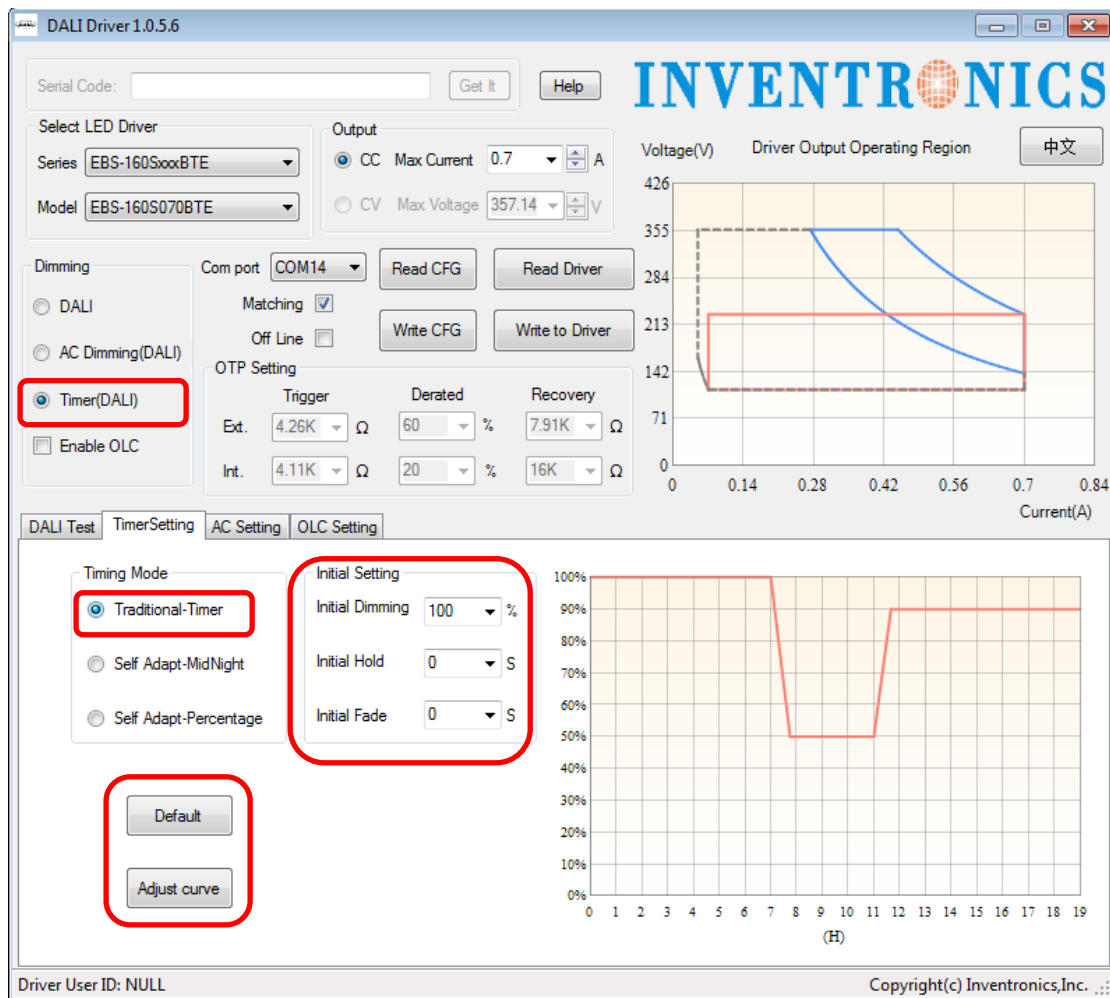 DALI Driver 1.0.5.6
Serial Code: Get It Help
INVENTRONICS
Select LED Driver
Series EBS-160SxxxBTE
Model EBS-160S070BTE
Output
CC Max Current 0.7 A
CV Max Voltage 357.14 V
Voltage(V) Driver Output Operating Region 中文
426
355
284
213
142
71
0
0 0.14 0.28 0.42 0.56 0.7 0.84
Current(A)
Dimming
DALI
AC Dimming(DALI)
Timer(DALI)
Enable OLC
Com port COM14 Read CFG Read Driver
Matching
Off Line Write CFG Write to Driver
OTP Setting
Trigger Derated Recovery
Ext. 4.26K Ω 60 % 7.91K Ω
Int. 4.11K Ω 20 % 16K Ω
DALI Test TimerSetting AC Setting OLC Setting
Timing Mode
Traditional-Timer
Self Adapt-MidNight
Self Adapt-Percentage
Initial Setting
Initial Dimming 100 %
Initial Hold 0 S
Initial Fade 0 S
Default
Adjust curve
100%
90%
80%
70%
60%
50%
40%
30%
20%
10%
0%
0 1 2 3 4 5 6 7 8 9 10 11 12 13 14 15 16 17 18 19
(H)
Driver User ID: NULL Copyright(c) Inventronics,Inc.